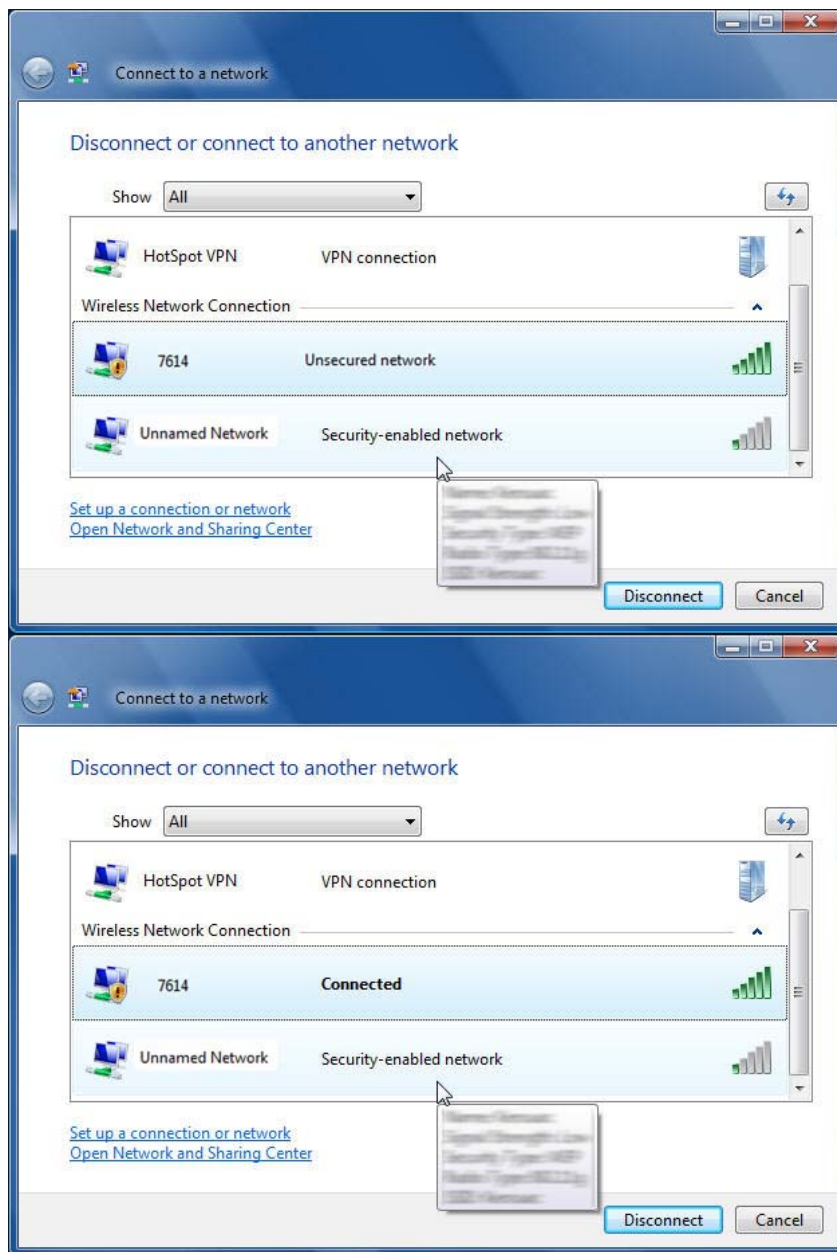 Connect to a network
Disconnect or connect to another network
Show All
HotSpot VPN VPN connection
Wireless Network Connection
7614 Unsecured network
Unnamed Network Security-enabled network
Set up a connection or network
Open Network and Sharing Center
Disconnect Cancel
Connect to a network
Disconnect or connect to another network
Show All
HotSpot VPN VPN connection
Wireless Network Connection
7614 Connected
Unnamed Network Security-enabled network
Set up a connection or network
Open Network and Sharing Center
Disconnect Cancel